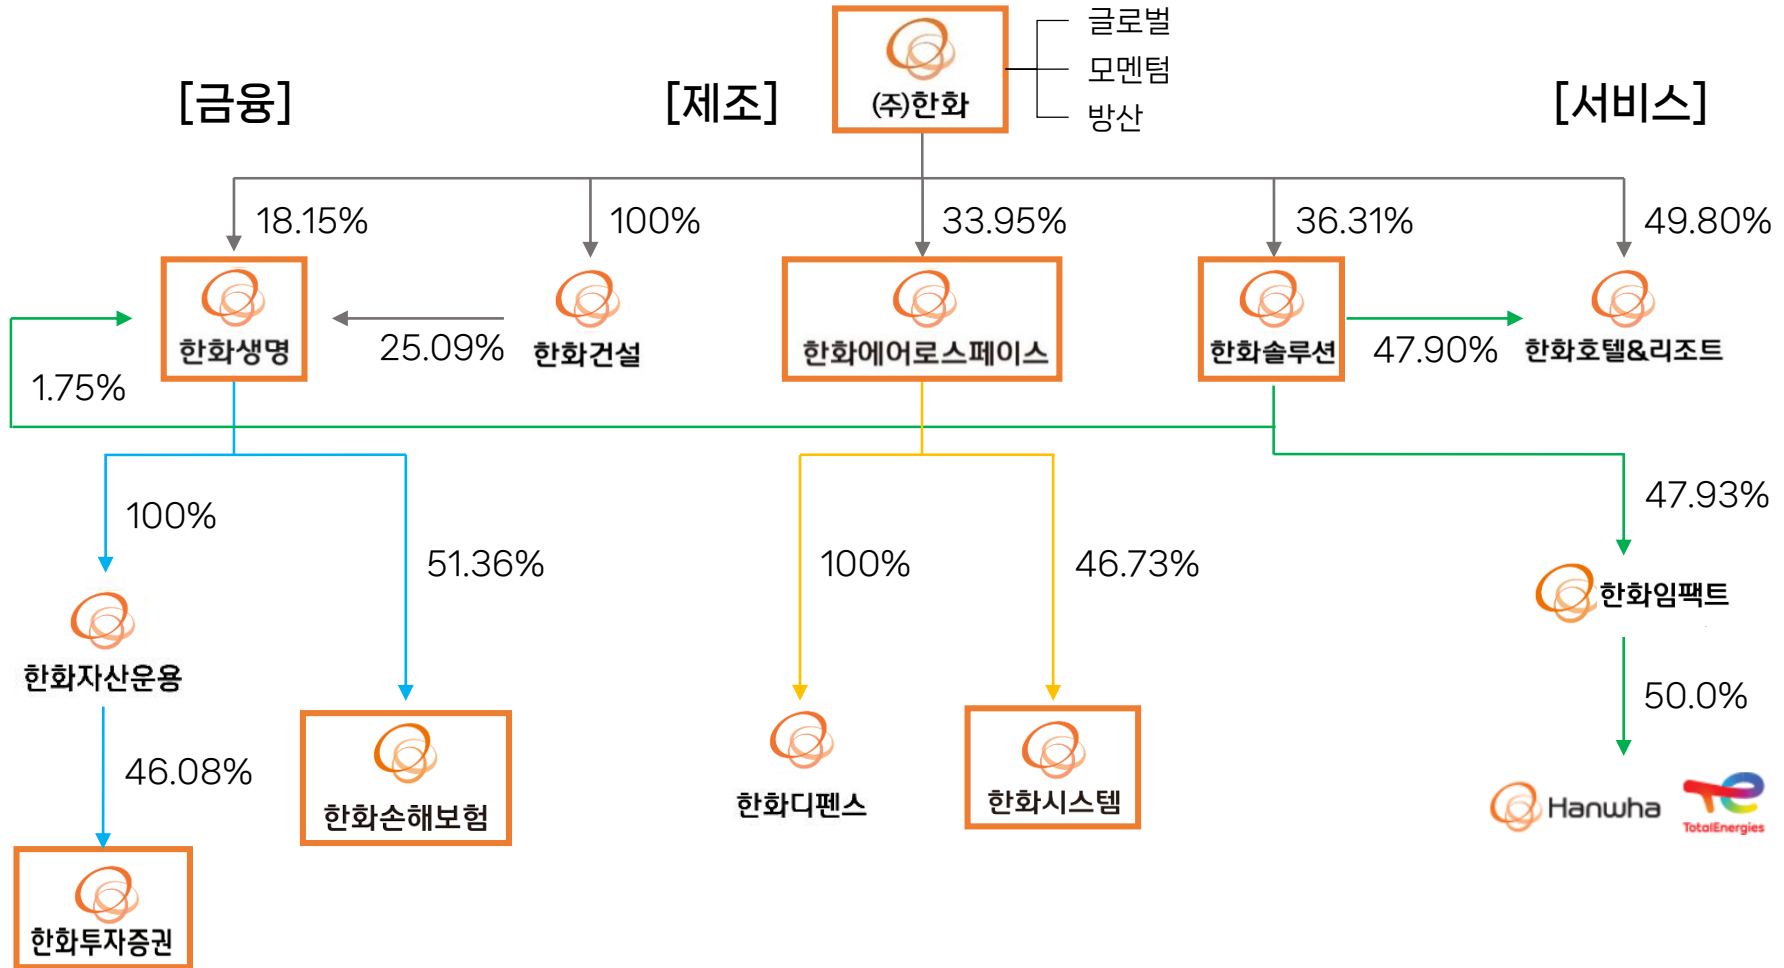 글로벌
모멘텀
방산
(주)한화
[금융]
[제조]
[서비스]
18.15%
100%
33.95%
36.31%
49.80%
한화생명
25.09%
한화건설
한화에어로스페이스
한화솔루션
47.90%
한화호텔&리조트
1.75%
100%
51.36%
100%
46.73%
47.93%
한화자산운용
한화임팩트
46.08%
50.0%
한화손해보험
한화디펜스
한화시스템
Hanwha
TotalEnergies
한화투자증권